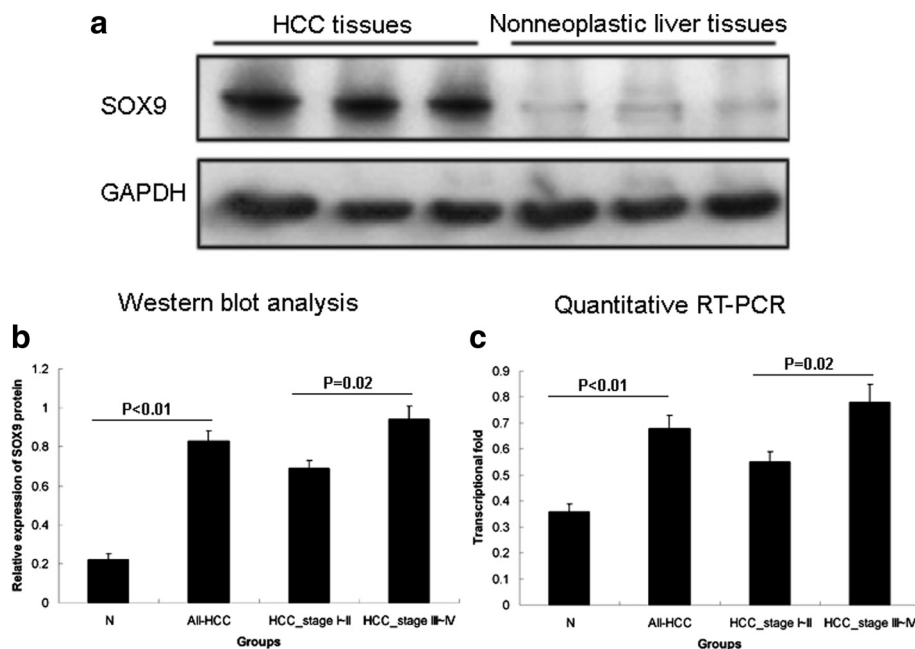 a
HCC tissues
Nonneoplastic liver tissues
SOX9
GAPDH
Western blot analysis
Quantitative RT-PCR
b
Relative expression of SOX9 protein
1.2
1
0.8
0.6
0.4
0.2
0
P<0.01
P=0.02
N
All-HCC
HCC_stage I~II
HCC_stage III~IV
Groups
c
Transcriptional fold
0.9
0.8
0.7
0.6
0.5
0.4
0.3
0.2
0.1
0
P<0.01
P=0.02
N
All-HCC
HCC_stage I~II
HCC_stage III~IV
Groups